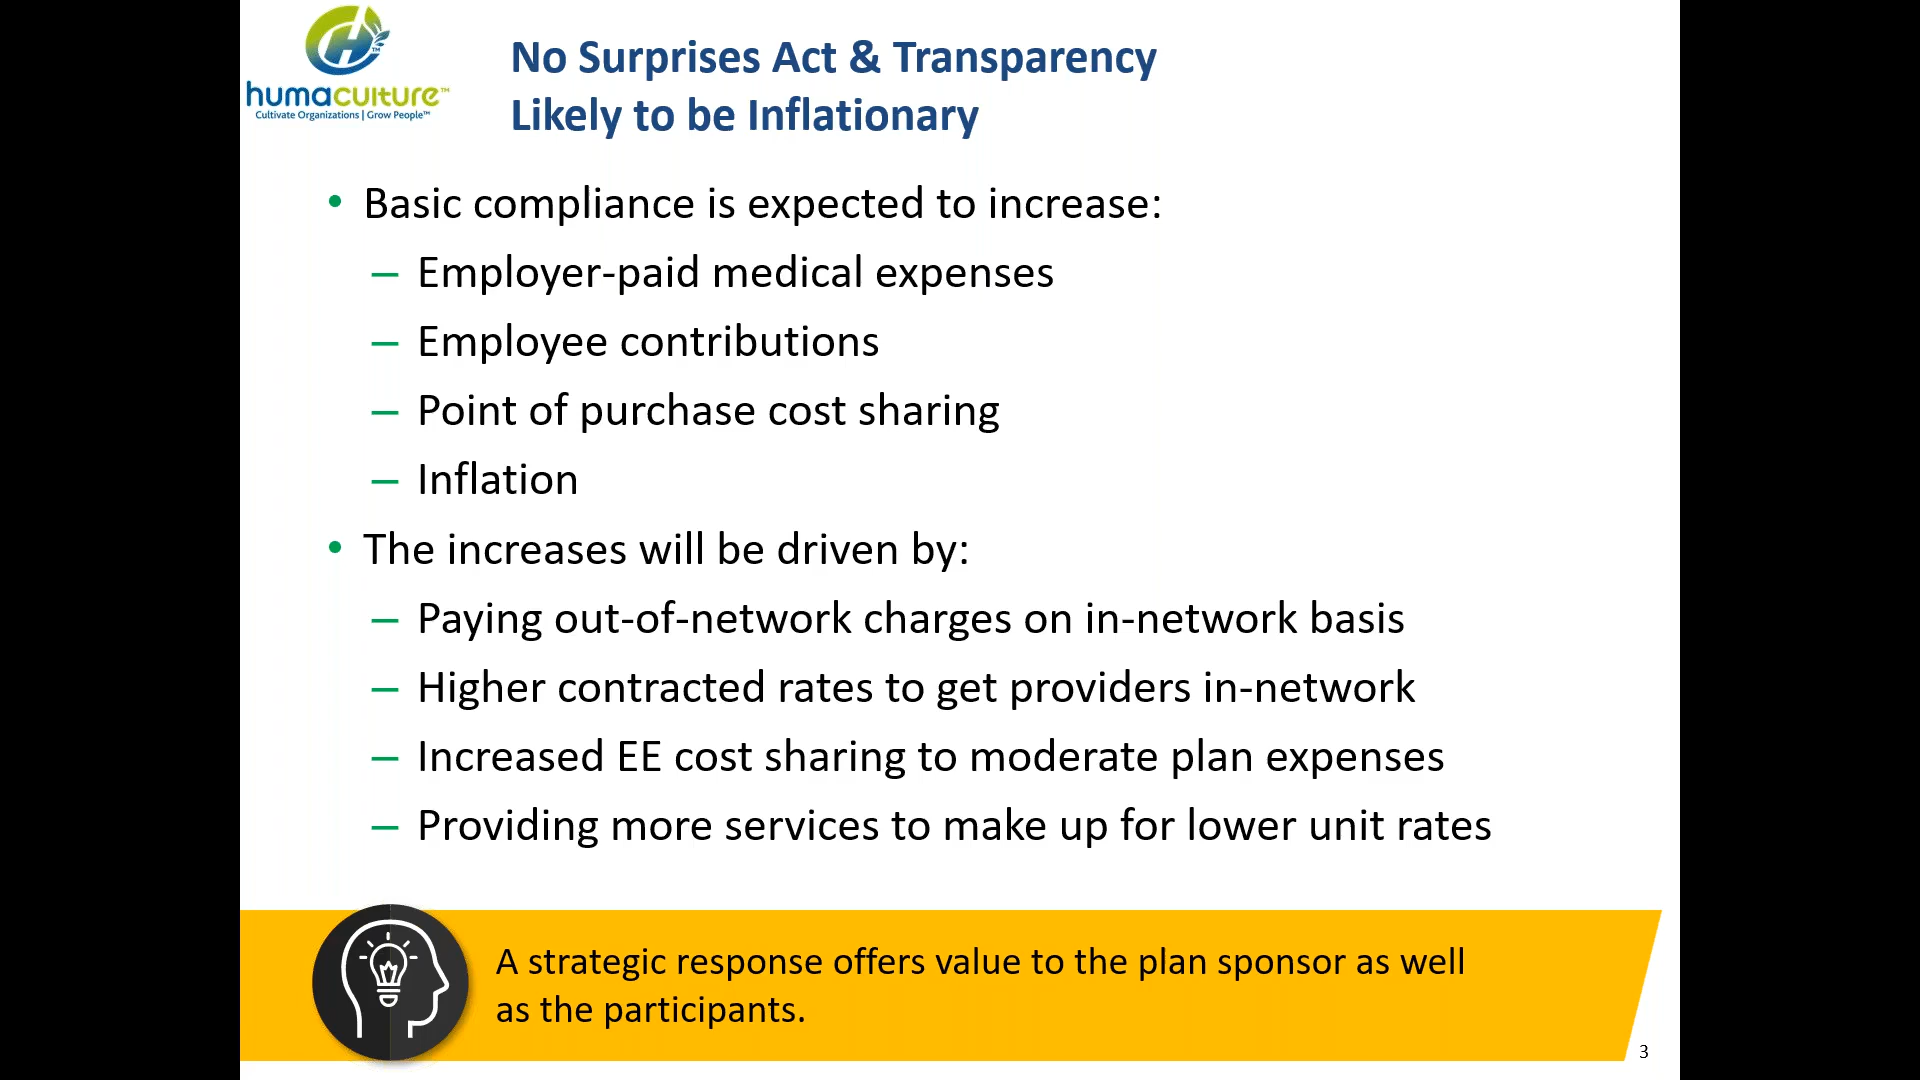 humaculture™
Cultivate Organizations | Grow People™
No Surprises Act & Transparency
Likely to be Inflationary
• Basic compliance is expected to increase:
– Employer-paid medical expenses
– Employee contributions
– Point of purchase cost sharing
– Inflation
• The increases will be driven by:
– Paying out-of-network charges on in-network basis
– Higher contracted rates to get providers in-network
– Increased EE cost sharing to moderate plan expenses
– Providing more services to make up for lower unit rates
A strategic response offers value to the plan sponsor as well
as the participants.
3